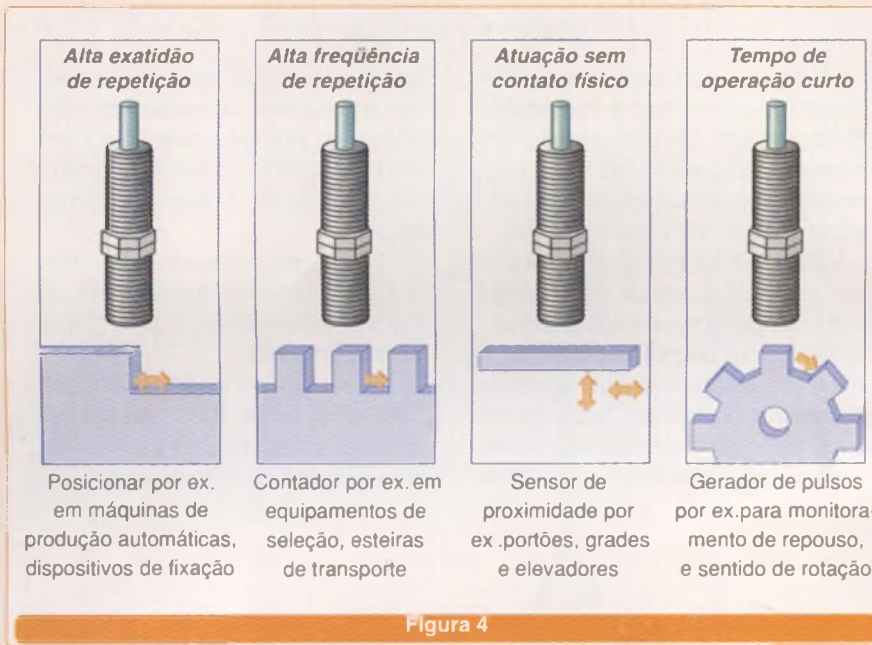 Alta exatidão
de repetição
Posicionar por ex.
em máquinas de
produção automáticas,
dispositivos de fixação
Alta freqüência
de repetição
Contador por ex. em
equipamentos de
seleção, esteiras
de transporte
Atuação sem
contato físico
Sensor de
proximidade por
ex .portões, grades
e elevadores
Tempo de
operação curto
Gerador de pulsos
por ex.para monitora-
mento de repouso,
e sentido de rotação
Figura 4